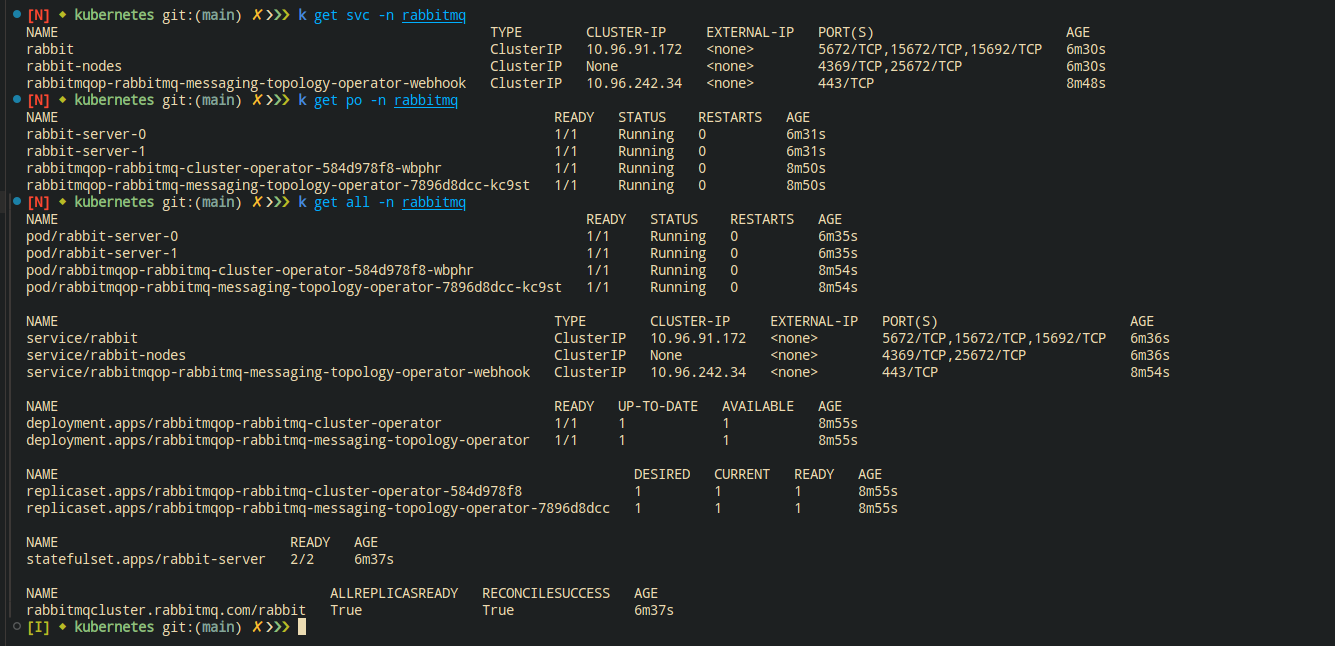 [N] ⬥ kubernetes git:(main) ✗❯❯❯ k get svc -n rabbitmq
NAME TYPE CLUSTER-IP EXTERNAL-IP PORT(S) AGE
rabbit ClusterIP 10.96.91.172 <none> 5672/TCP,15672/TCP,15692/TCP 6m30s
rabbit-nodes ClusterIP None <none> 4369/TCP,25672/TCP 6m30s
rabbitmqop-rabbitmq-messaging-topology-operator-webhook ClusterIP 10.96.242.34 <none> 443/TCP 8m48s
[N] ⬥ kubernetes git:(main) ✗❯❯❯ k get po -n rabbitmq
NAME READY STATUS RESTARTS AGE
rabbit-server-0 1/1 Running 0 6m31s
rabbit-server-1 1/1 Running 0 6m31s
rabbitmqop-rabbitmq-cluster-operator-584d978f8-wbphr 1/1 Running 0 8m50s
rabbitmqop-rabbitmq-messaging-topology-operator-7896d8dcc-kc9st 1/1 Running 0 8m50s
[N] ⬥ kubernetes git:(main) ✗❯❯❯ k get all -n rabbitmq
NAME READY STATUS RESTARTS AGE
pod/rabbit-server-0 1/1 Running 0 6m35s
pod/rabbit-server-1 1/1 Running 0 6m35s
pod/rabbitmqop-rabbitmq-cluster-operator-584d978f8-wbphr 1/1 Running 0 8m54s
pod/rabbitmqop-rabbitmq-messaging-topology-operator-7896d8dcc-kc9st 1/1 Running 0 8m54s
NAME TYPE CLUSTER-IP EXTERNAL-IP PORT(S) AGE
service/rabbit ClusterIP 10.96.91.172 <none> 5672/TCP,15672/TCP,15692/TCP 6m36s
service/rabbit-nodes ClusterIP None <none> 4369/TCP,25672/TCP 6m36s
service/rabbitmqop-rabbitmq-messaging-topology-operator-webhook ClusterIP 10.96.242.34 <none> 443/TCP 8m54s
NAME READY UP-TO-DATE AVAILABLE AGE
deployment.apps/rabbitmqop-rabbitmq-cluster-operator 1/1 1 1 8m55s
deployment.apps/rabbitmqop-rabbitmq-messaging-topology-operator 1/1 1 1 8m55s
NAME DESIRED CURRENT READY AGE
replicaset.apps/rabbitmqop-rabbitmq-cluster-operator-584d978f8 1 1 1 8m55s
replicaset.apps/rabbitmqop-rabbitmq-messaging-topology-operator-7896d8dcc 1 1 1 8m55s
NAME READY AGE
statefulset.apps/rabbit-server 2/2 6m37s
NAME ALLREPLICASREADY RECONCILESUCCESS AGE
rabbitmqcluster.rabbitmq.com/rabbit True True 6m37s
[I] ⬥ kubernetes git:(main) ✗❯❯❯